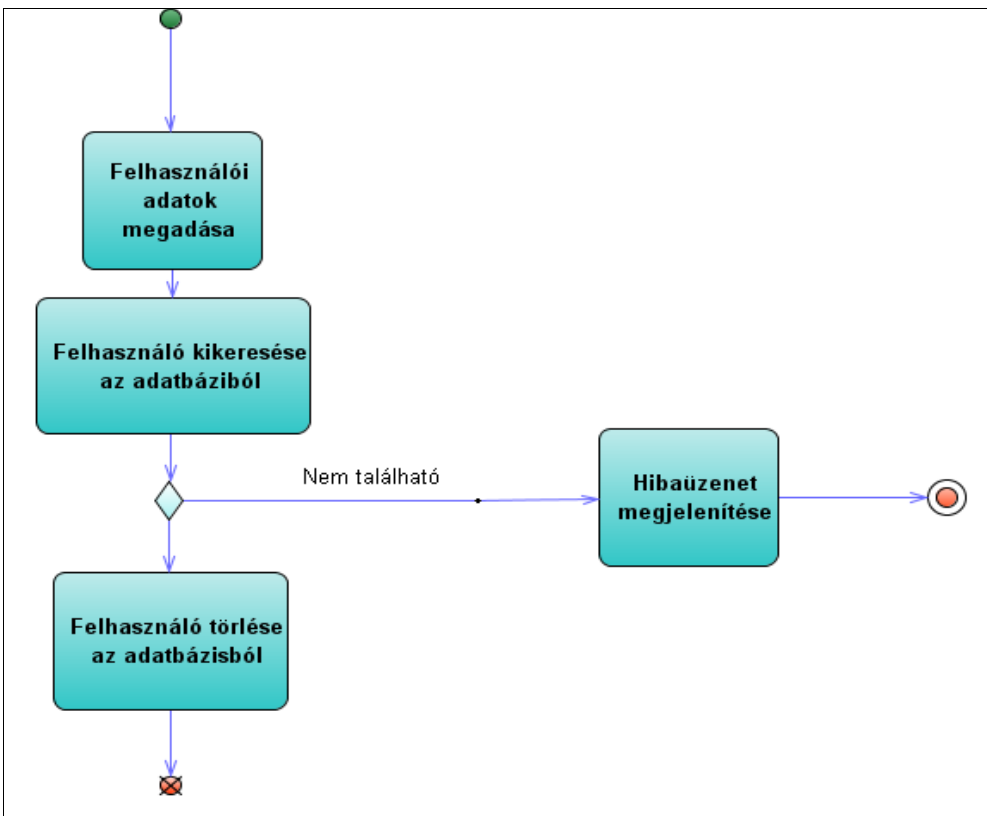 Felhasználói
adatok
megadása
Felhasználó kikeresése
az adatbáziból
Nem található
Hibaüzenet
megjelenítése
Felhasználó törlése
az adatbázisból